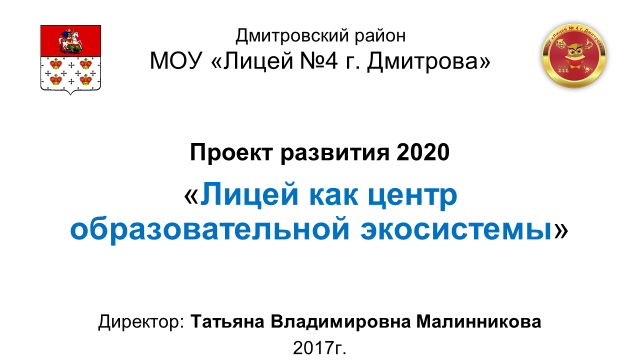 Дмитровский район
МОУ «Лицей №4 г. Дмитрова»
Проект развития 2020
«Лицей как центр
образовательной экосистемы»
Директор: Татьяна Владимировна Малинникова
2017г.